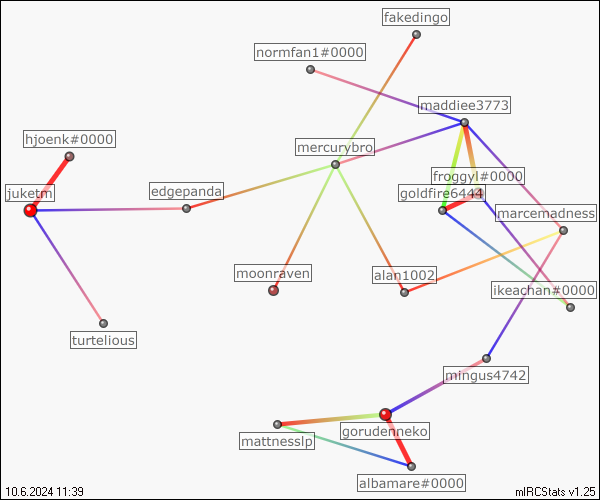 fakedingo
normfan1#0000
maddiee3773
hjoenk#0000
mercurybro
froggyl#0000
juketm
edgepanda
goldfire6444
marcemadness
moonraven
alan1002
ikeachan#0000
turtelious
mingus4742
gorudenneko
mattnesslp
albamare#0000
10.6.2024 11:39
mIRCStats v1.25